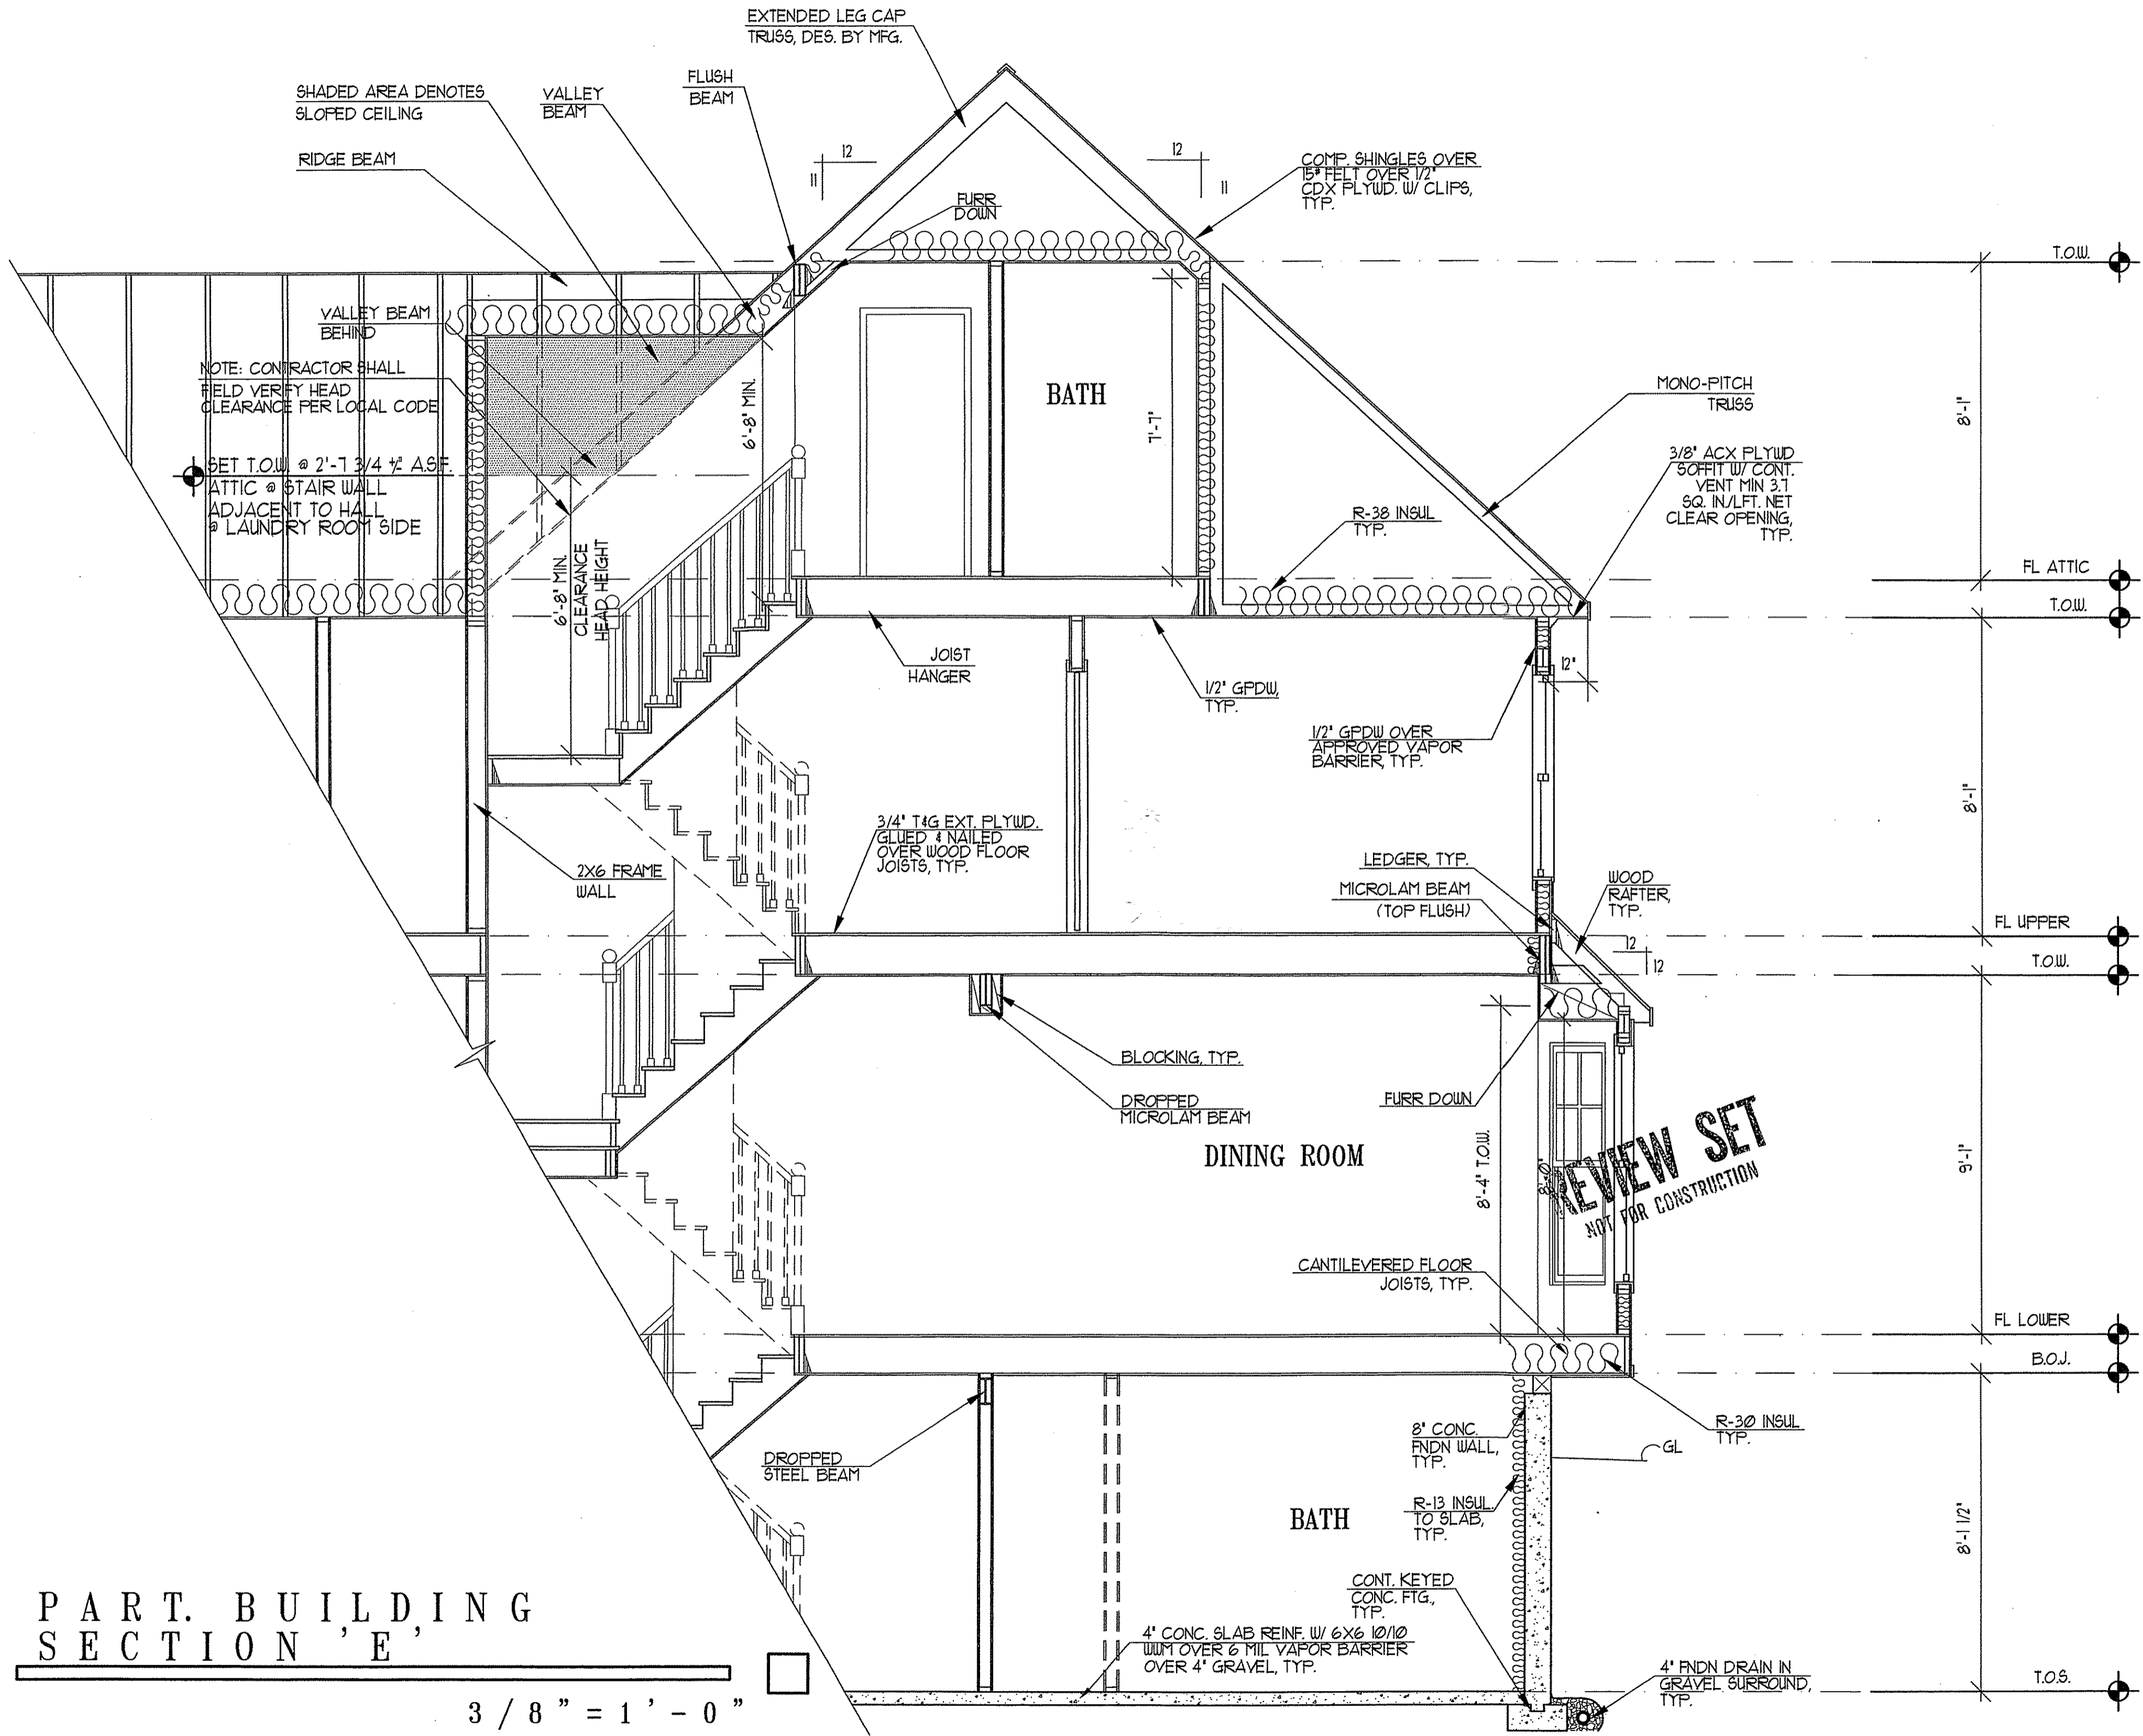 EXTENDED LEG CAP
TRUSS, DES. BY MFG.
FLUSH
BEAM
SHADED AREA DENOTES
SLOPED CEILING
VALLEY
BEAM
RIDGE BEAM
12
11
12
11
COMP. SHINGLES OVER
15# FELT OVER 1/2"
CDX PLYWD. W/ CLIPS,
TYP.
FURR
DOWN
T.O.W.
VALLEY BEAM
BEHIND
NOTE: CONTRACTOR SHALL
FIELD VERIFY HEAD
CLEARANCE PER LOCAL CODE
6'-8" MIN.
BATH
7'-7"
MONO-PITCH
TRUSS
8'-1"
SET T.O.W. @ 2'-7 3/4 +/-" A.S.F.
ATTIC @ STAIR WALL
ADJACENT TO HALL
@ LAUNDRY ROOM SIDE
3/8" ACX PLYWD
SOFFIT W/ CONT.
VENT MIN 3.7
SQ. IN/LFT. NET
CLEAR OPENING,
TYP.
R-38 INSUL
TYP.
6'-8" MIN.
CLEARANCE
HEAD HEIGHT
FL ATTIC
T.O.W.
JOIST
HANGER
12"
1/2" GPDW,
TYP.
1/2" GPDW OVER
APPROVED VAPOR
BARRIER, TYP.
8'-1"
3/4" T&G EXT. PLYWD.
GLUED & NAILED
OVER WOOD FLOOR
JOISTS, TYP.
2X6 FRAME
WALL
LEDGER, TYP.
MICROLAM BEAM
(TOP FLUSH)
WOOD
RAFTER,
TYP.
FL UPPER
12
12
T.O.W.
BLOCKING, TYP.
DROPPED
MICROLAM BEAM
FURR DOWN
DINING ROOM
8'-4" T.O.W.
8'-0"
REVIEW SET
NOT FOR CONSTRUCTION
9'-1"
CANTILEVERED FLOOR
JOISTS, TYP.
FL LOWER
B.O.J.
DROPPED
STEEL BEAM
8" CONC.
FNDN WALL,
TYP.
R-30 INSUL
TYP.
GL
BATH
R-13 INSUL.
TO SLAB,
TYP.
8'-1 1/2"
CONT. KEYED
CONC. FTG.,
TYP.
4" CONC. SLAB REINF. W/ 6X6 10/10
WWM OVER 6 MIL VAPOR BARRIER
OVER 4" GRAVEL, TYP.
4" FNDN DRAIN IN
GRAVEL SURROUND,
TYP.
T.O.S.
PART. BUILDING
SECTION 'E'
3/8" = 1'-0"